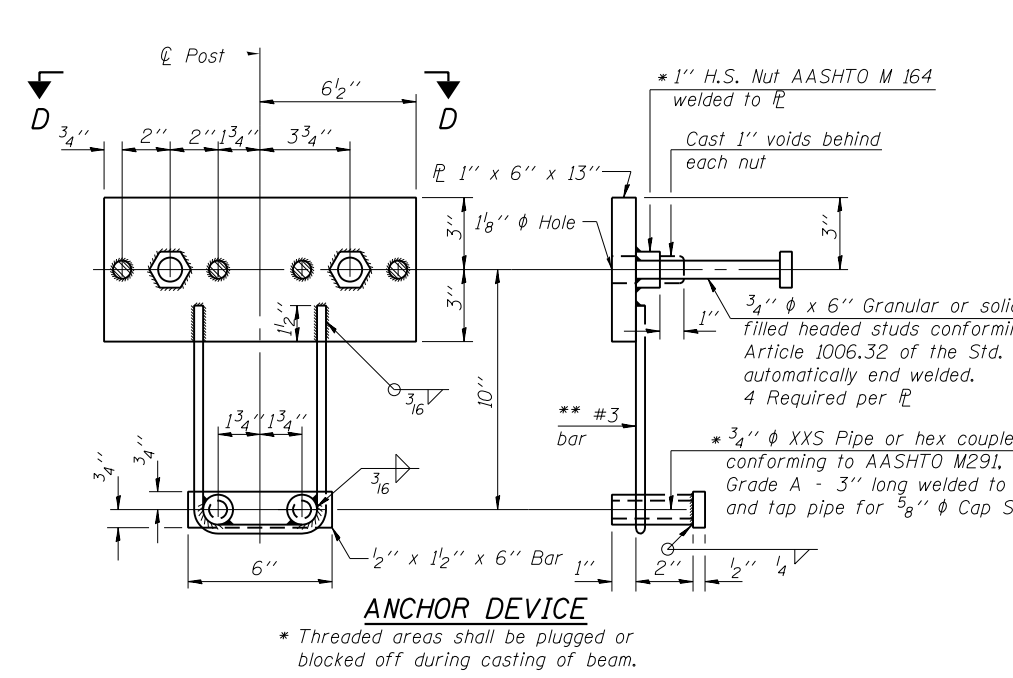 ℄ Post
D
6½''
D
¾''
2''
2''
1¾''
3¾''
* 1'' H.S. Nut AASHTO M 164
welded to ℙL
Cast 1'' voids behind
each nut
ℙL 1'' x 6'' x 13''
1⅛'' ϕ Hole
3''
3''
3''
1½''
1''
¾'' ϕ x 6'' Granular or
filled headed studs
Article 1006.32 of the Std.
automatically end welded.
4 Required per ℙL
3/16
10''
** #3
bar
1¾''
1¾''
¾''
¾''
3/16
* ¾'' ϕ XXS Pipe or hex
conforming to AASHTO M291,
Grade A - 3'' long welded to
and tap pipe for ⅝'' ϕ Cap
½'' x 1½'' x 6'' Bar
6''
1''
2''
½''
¼
ANCHOR DEVICE
* Threaded areas shall be plugged or
blocked off during casting of beam.